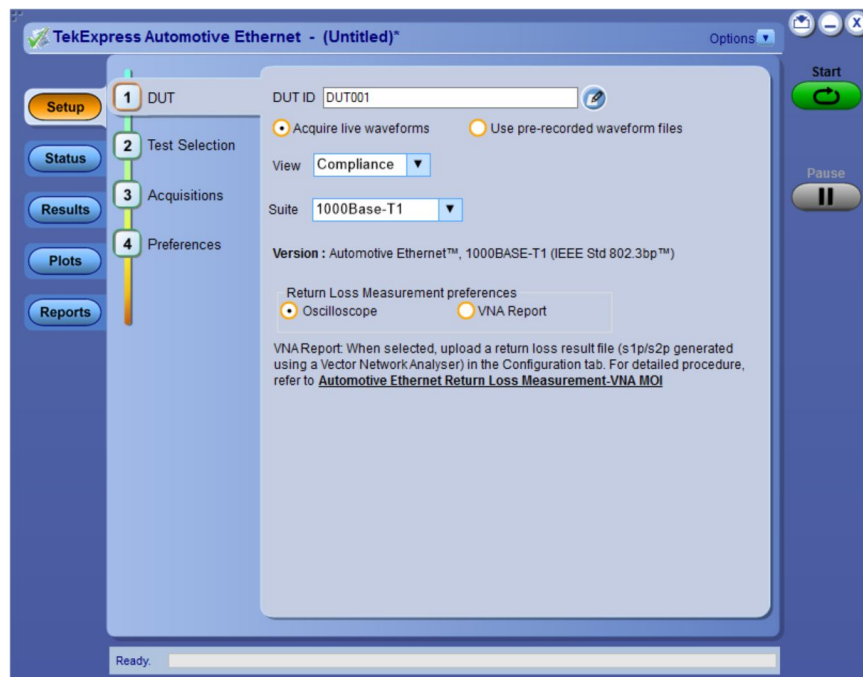 TekExpress Automotive Ethernet - (Untitled)*
Options
Start
Pause
Setup
Status
Results
Plots
Reports
1 DUT
2 Test Selection
3 Acquisitions
4 Preferences
DUT ID DUT001
Acquire live waveforms Use pre-recorded waveform files
View Compliance
Suite 1000Base-T1
Version : Automotive Ethernet™, 1000BASE-T1 (IEEE Std 802.3bp™)
Return Loss Measurement preferences
Oscilloscope VNA Report
VNA Report: When selected, upload a return loss result file (s1p/s2p generated
using a Vector Network Analyser) in the Configuration tab. For detailed procedure,
refer to Automotive Ethernet Return Loss Measurement-VNA MOI
Ready.